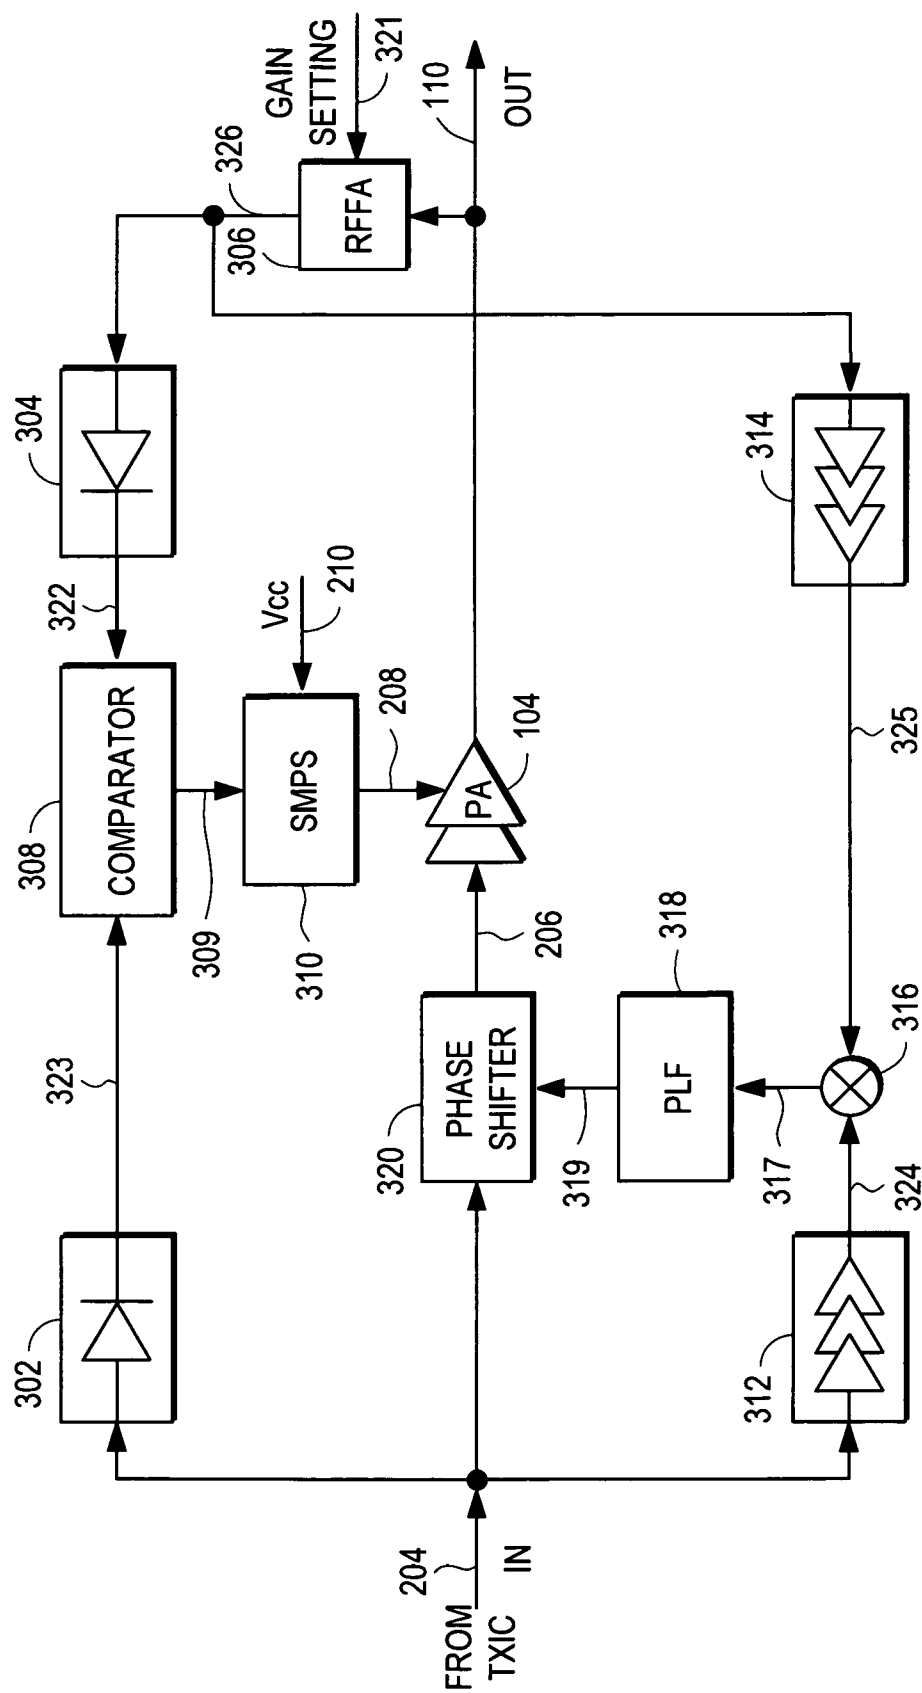 302
308
304
323
322
COMPARATOR
309
326
306
GAIN
SETTING
321
Vcc
210
SMPS
310
RFFA
208
320
204
110
FROM
TXIC
IN
PHASE
SHIFTER
PA
OUT
206
104
319
318
PLF
317
312
314
324
316
325